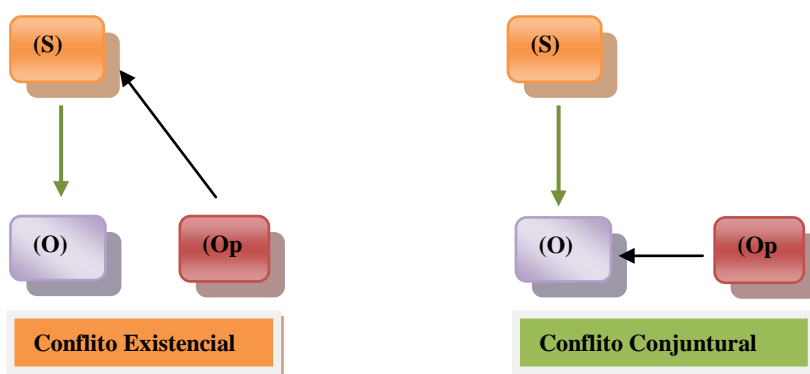 (S)
(O)
(Op
Conflito Existencial
(S)
(O)
(Op
Conflito Conjuntural